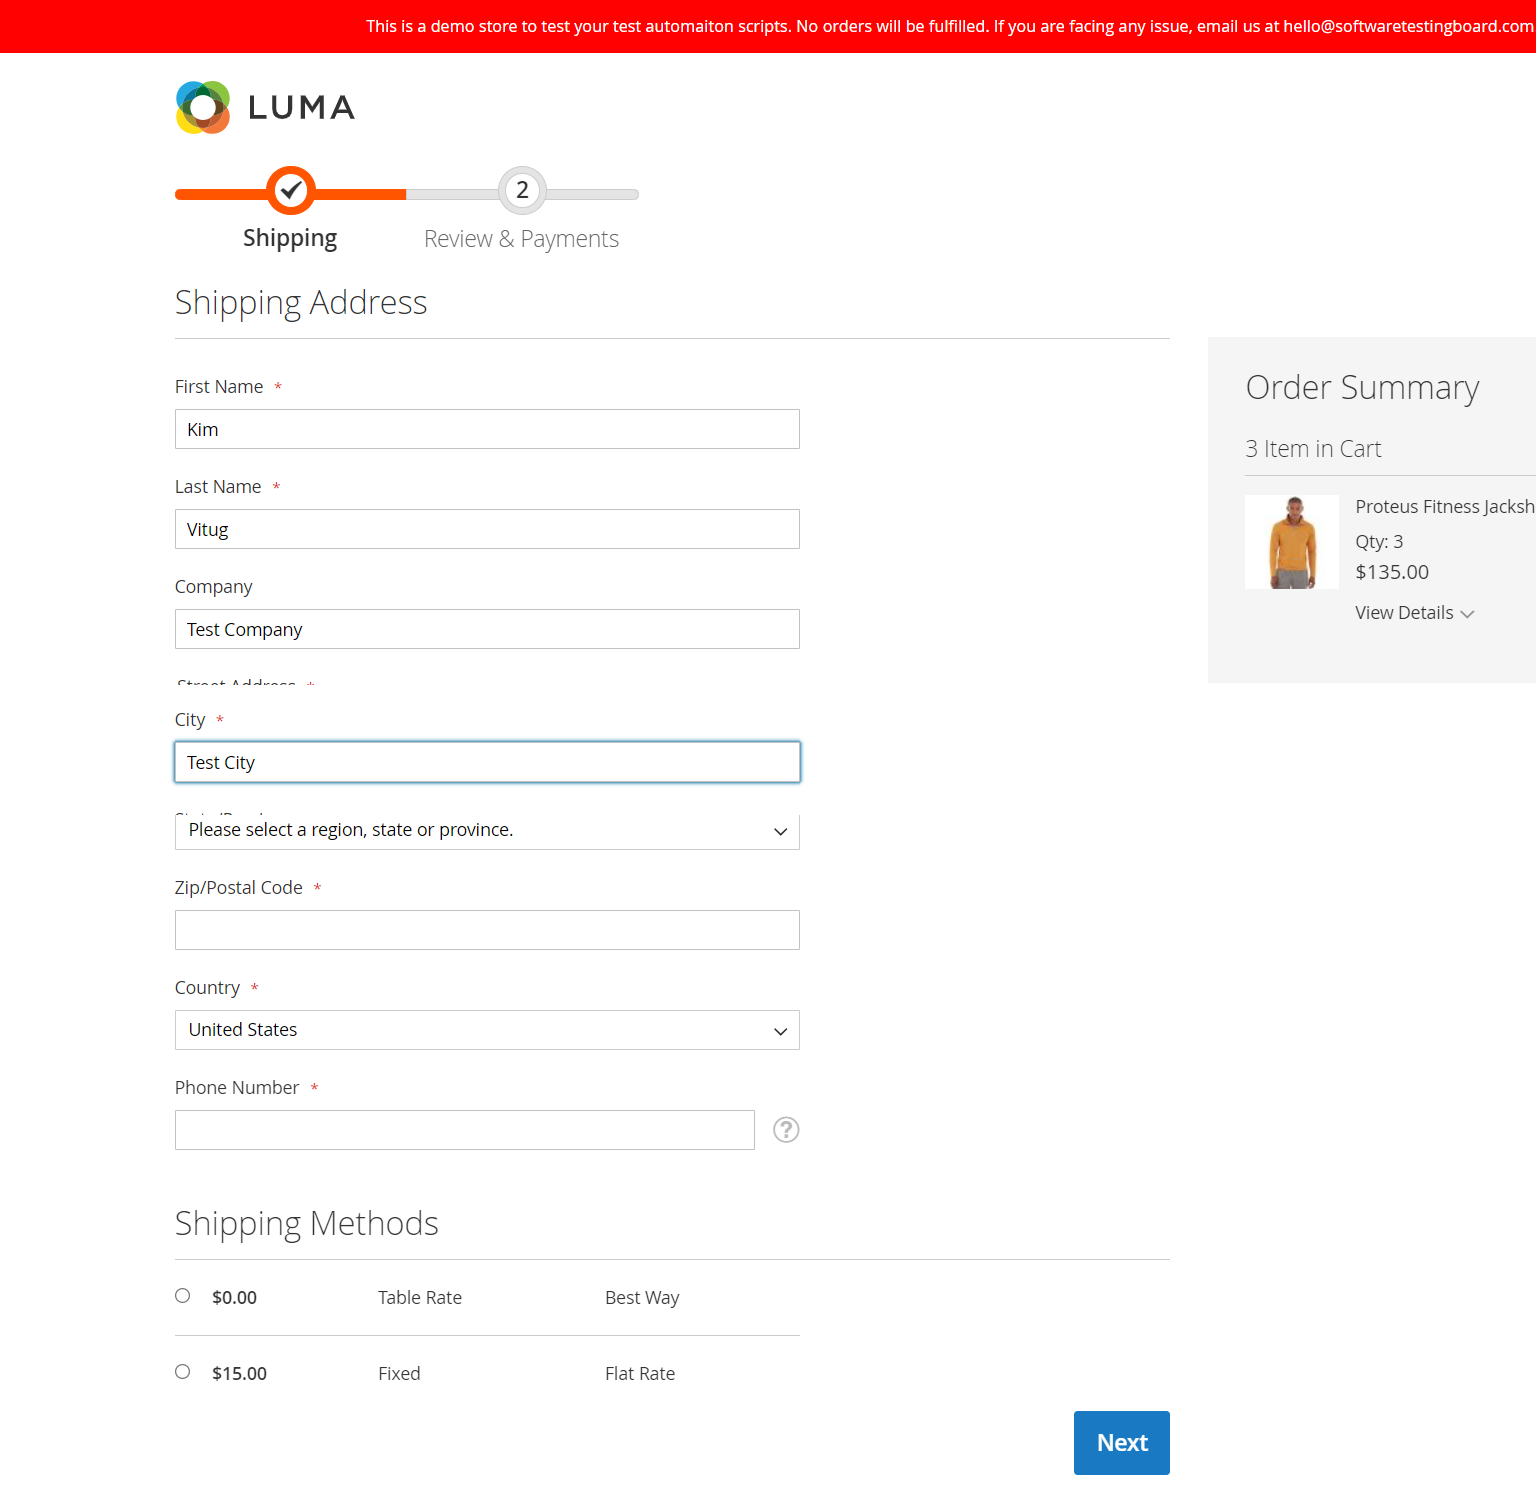 This is a demo store to test your test automaiton scripts. No orders will be fulfilled. If you are facing any issue, email us at hello@softwaretestingboard.com
LUMA
2
Shipping
Review & Payments
Shipping Address
First Name *
Kim
Last Name *
Vitug
Company
Test Company
Street Address *
City *
Test City
Please select a region, state or province.
Zip/Postal Code *
Country *
United States
Phone Number *
?
Shipping Methods
$0.00 Table Rate Best Way
$15.00 Fixed Flat Rate
Next
Order Summary
3 Item in Cart
Proteus Fitness Jacksh
Qty: 3
$135.00
View Details